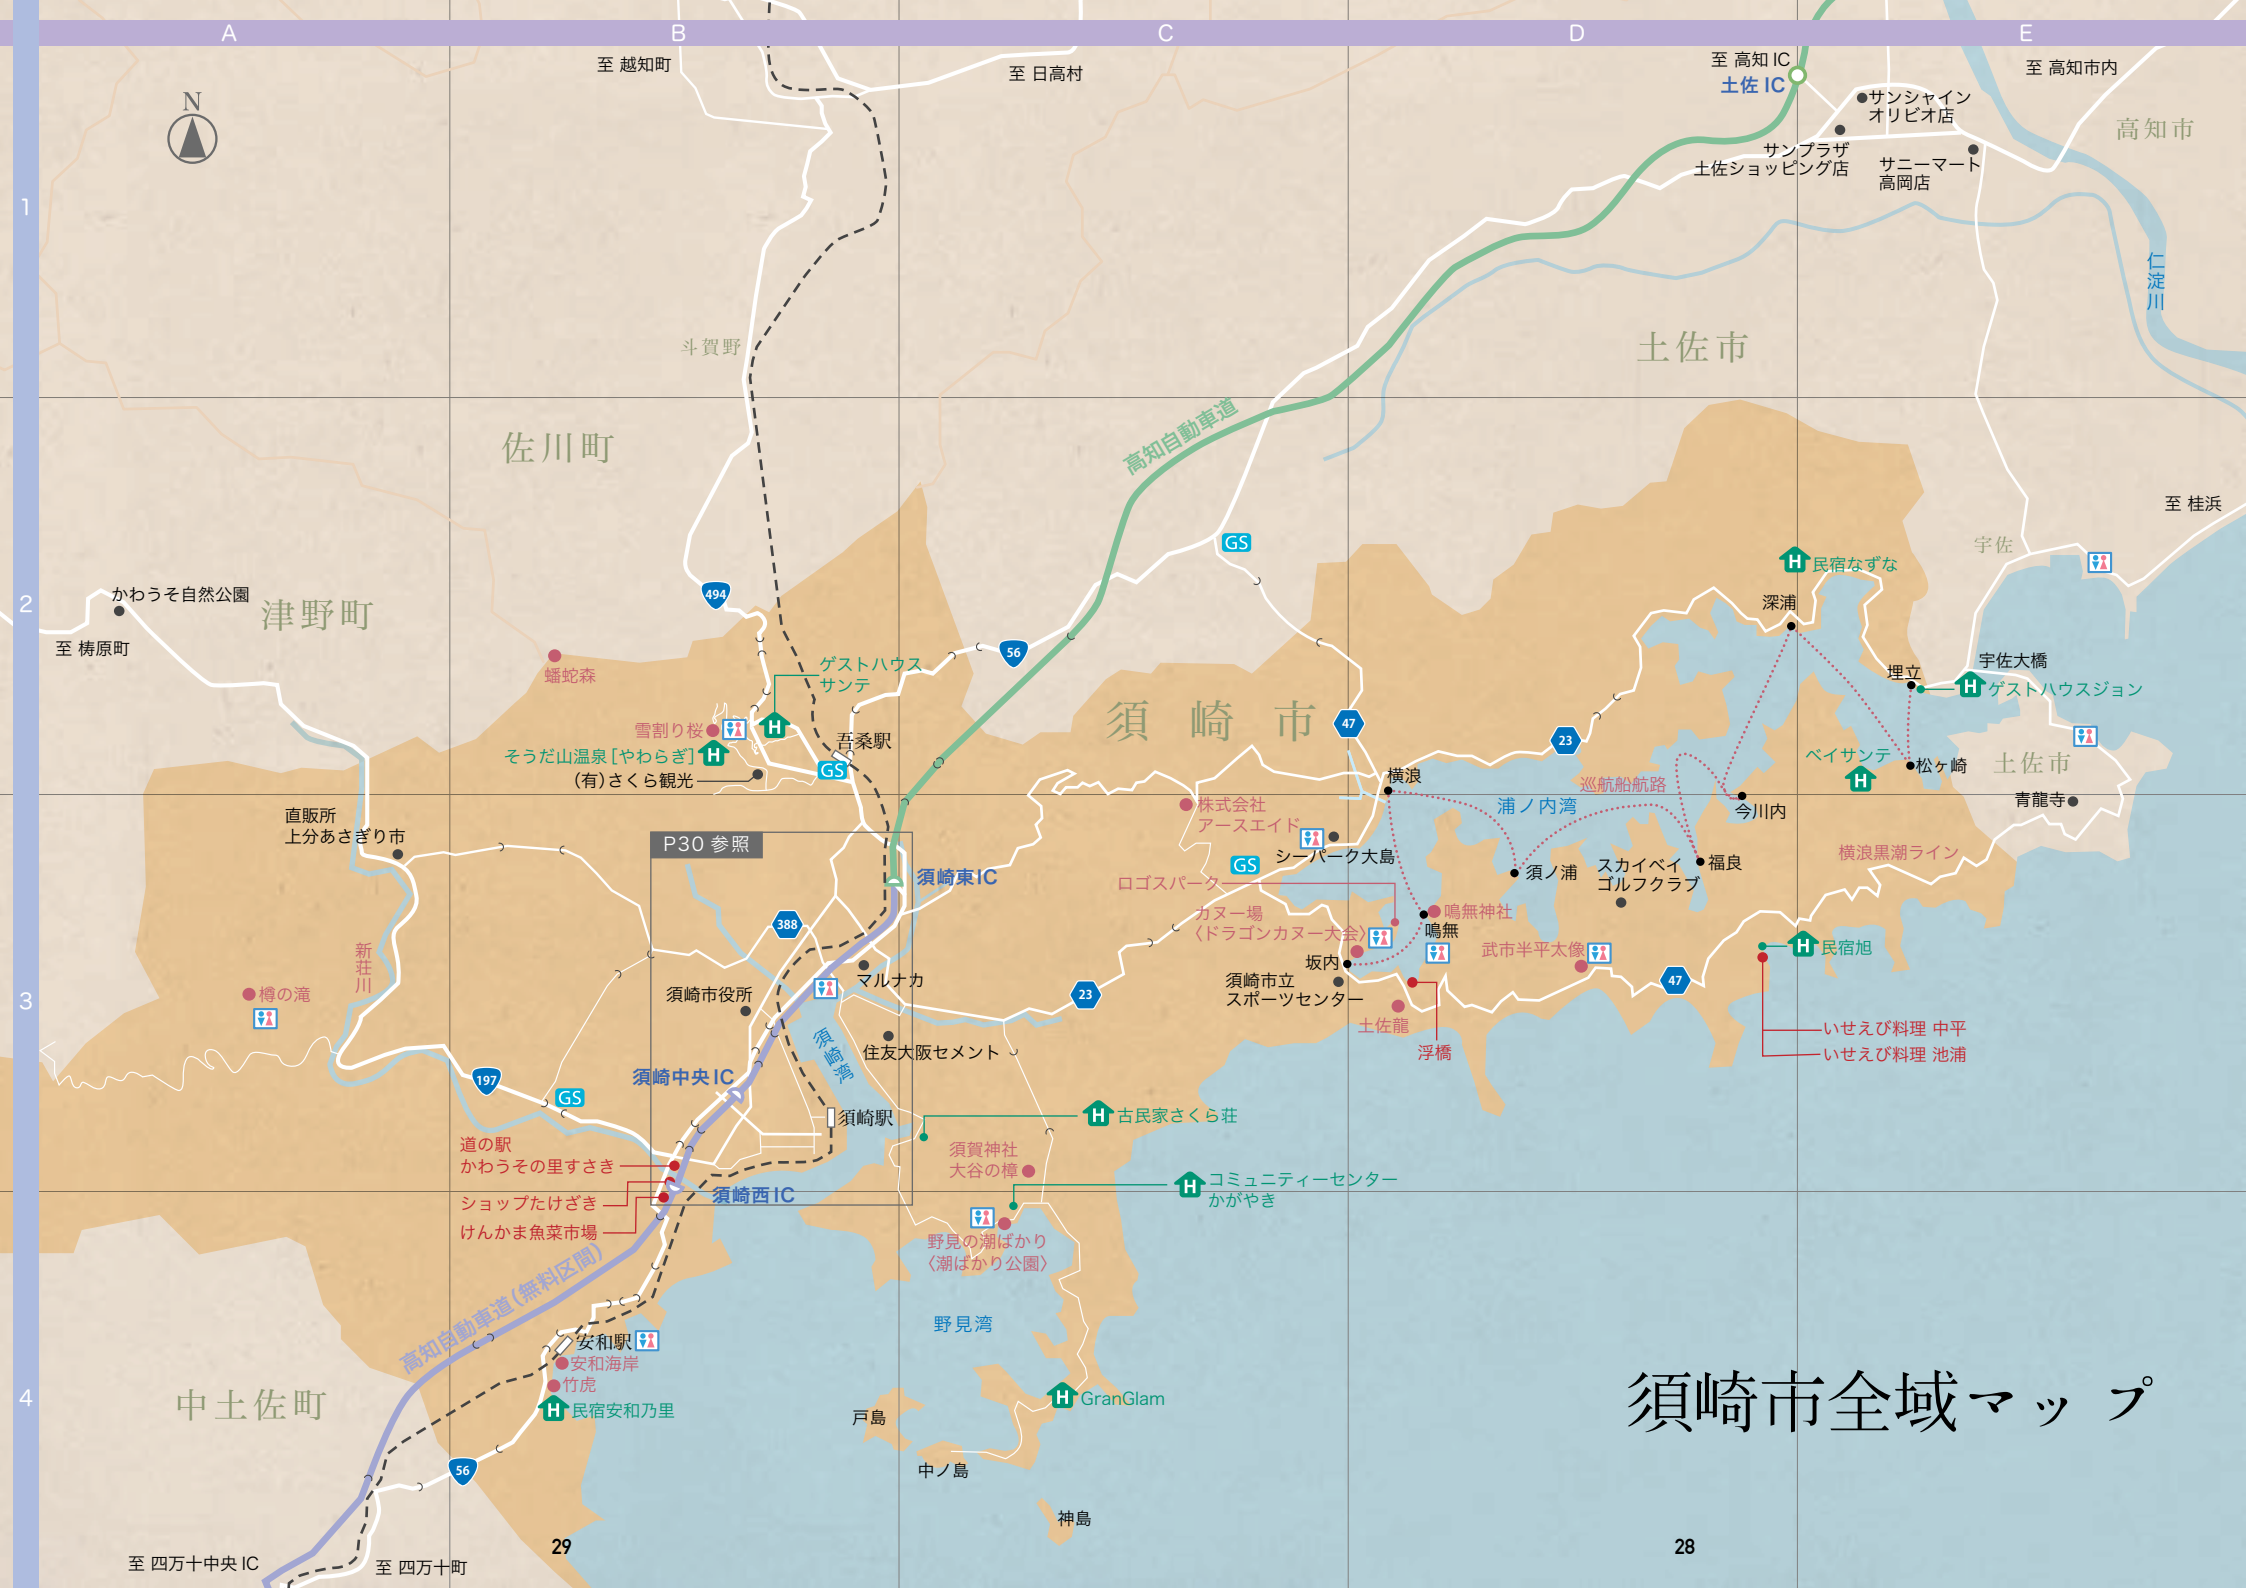 A
B
C
D
E
至 越知町
至 日高村
至 高知IC
土佐IC
至 高知市内
サンシャイン
オリビオ店
高知市
サンプラザ
土佐ショッピング店
サニーマート
高岡店
N
1
仁淀川
斗賀野
土佐市
高知自動車道
佐川町
至 桂浜
GS
宇佐
民宿なずな
かわうそ自然公園
津野町
494
2
深浦
至 梼原町
56
蟠蛇森
ゲストハウス
サンテ
宇佐大橋
埋立
ゲストハウスジョン
須崎市
47
23
雪割り桜
吾桑駅
そうだ山温泉[やわらぎ]
(有)さくら観光
GS
ベイサンテ
松ヶ崎
土佐市
横浪
巡航船航路
浦ノ内湾
今川内
青龍寺
株式会社
アースエイド
直販所
上分あさぎり市
P30 参照
シーパーク大島
GS
須ノ浦
スカイベイ
ゴルフクラブ
福良
横浪黒潮ライン
須崎東IC
ロゴスパーク
カヌー場
〈ドラゴンカヌー大会〉
鳴無神社
鳴無
388
武市半平太像
民宿旭
新荘川
坂内
須崎市立
スポーツセンター
マルナカ
47
樽の滝
須崎市役所
23
3
土佐龍
浮橋
いせえび料理 中平
いせえび料理 池浦
須崎湾
住友大阪セメント
須崎中央IC
197
GS
須崎駅
古民家さくら荘
道の駅
かわうその里すさき
須賀神社
大谷の樟
コミュニティーセンター
かがやき
須崎西IC
ショップたけざき
けんかま魚菜市場
野見の潮ばかり
〈潮ばかり公園〉
高知自動車道(無料区間)
野見湾
安和駅
安和海岸
竹虎
民宿安和乃里
中土佐町
4
GranGlam
戸島
中ノ島
56
神島
須崎市全域マップ
至 四万十中央IC
至 四万十町
29
28